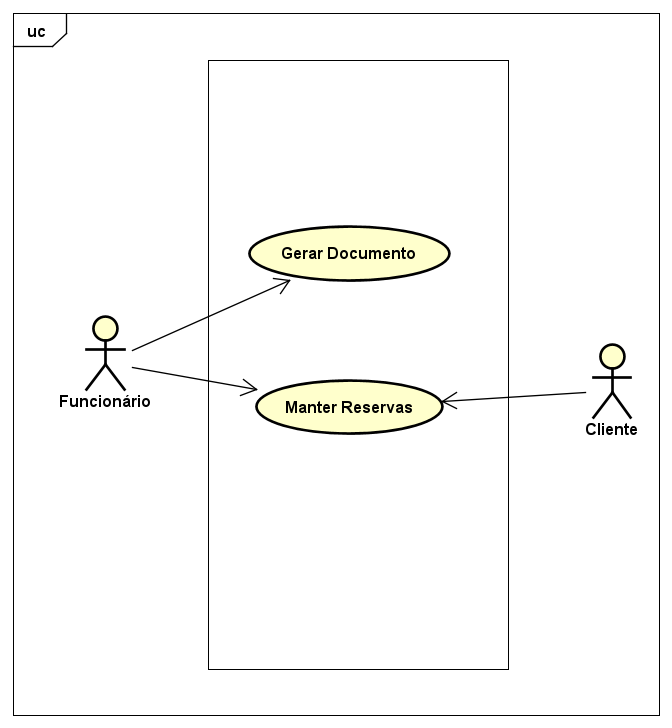 uc
Gerar Documento
Funcionário
Manter Reservas
Cliente